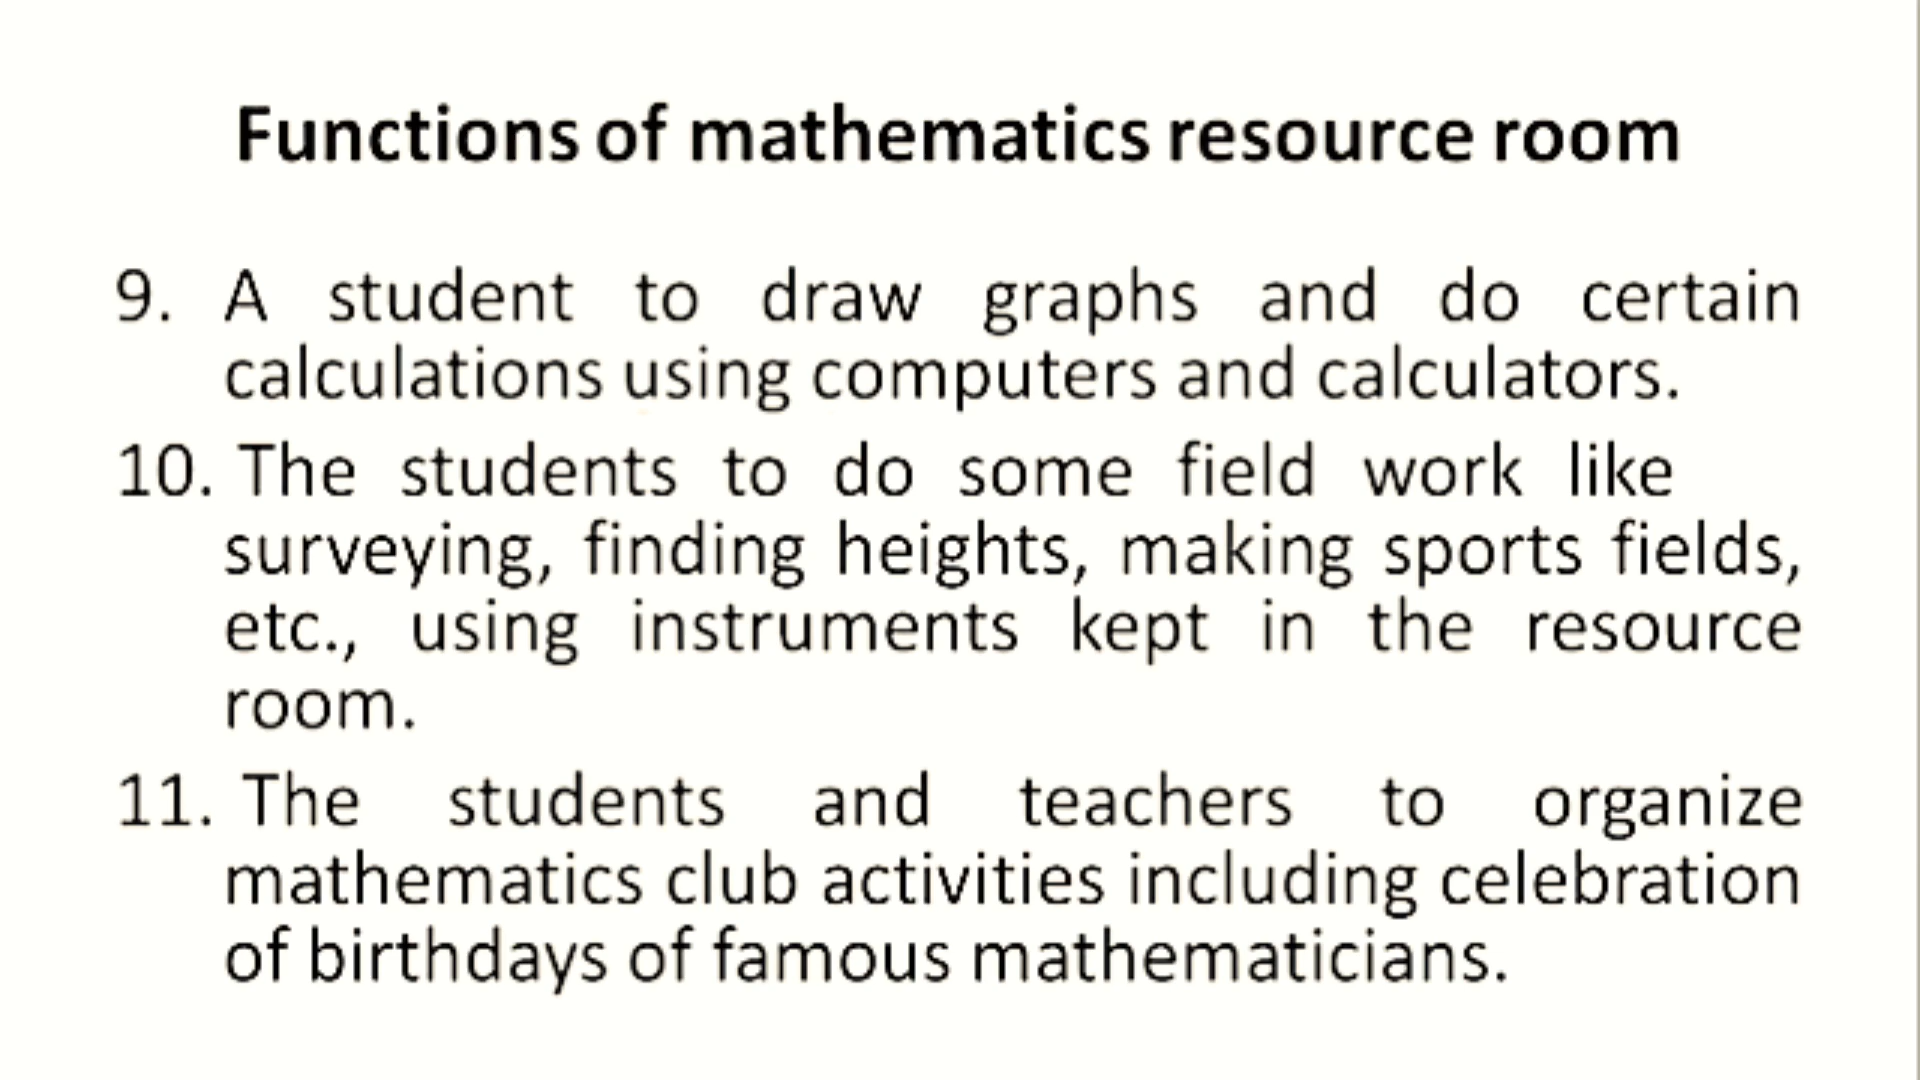 Functions of mathematics resource room
9. A student to draw graphs and do certain
calculations using computers and calculators.
10. The students to do some field work like
surveying, finding heights, making sports fields,
etc., using instruments kept in the resource
room.
11. The students and teachers to organize
mathematics club activities including celebration
of birthdays of famous mathematicians.